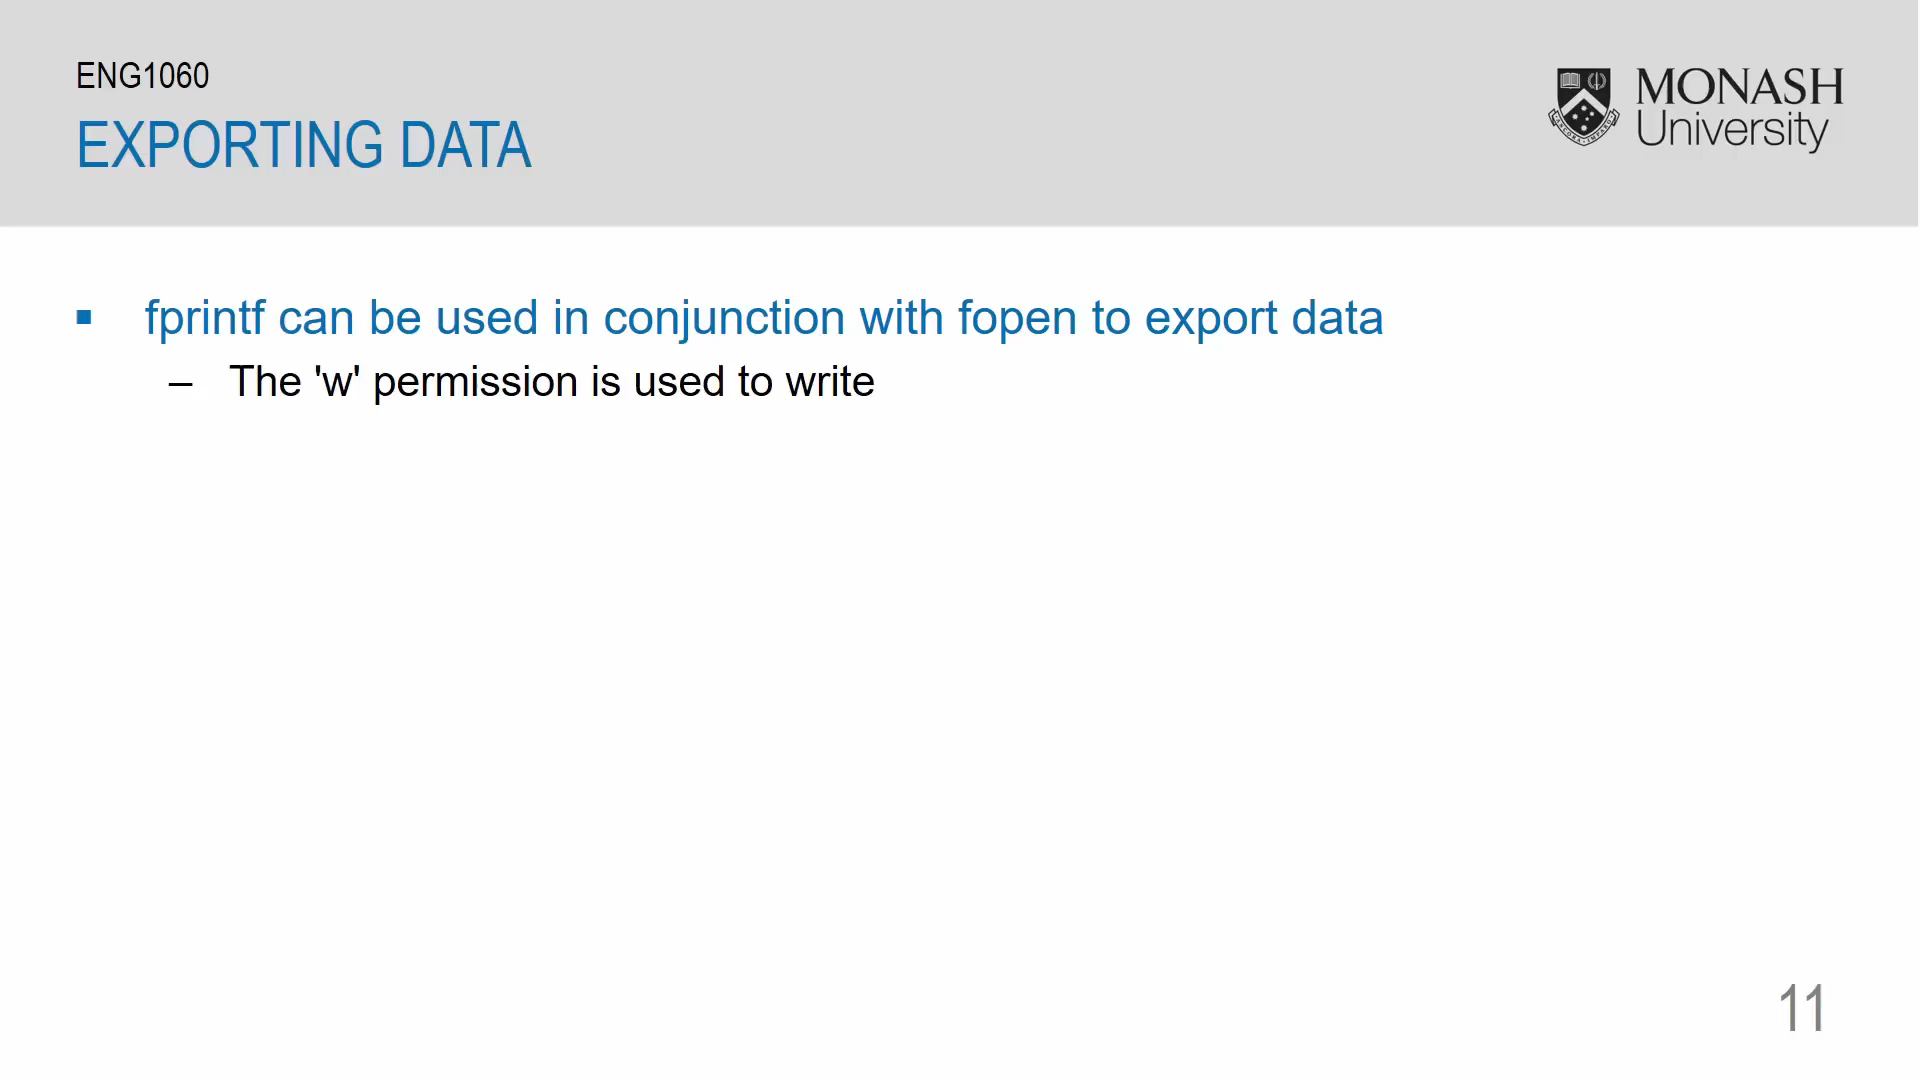 ENG1060
EXPORTING DATA
MONASH
University
▪ fprintf can be used in conjunction with fopen to export data
– The 'w' permission is used to write
11